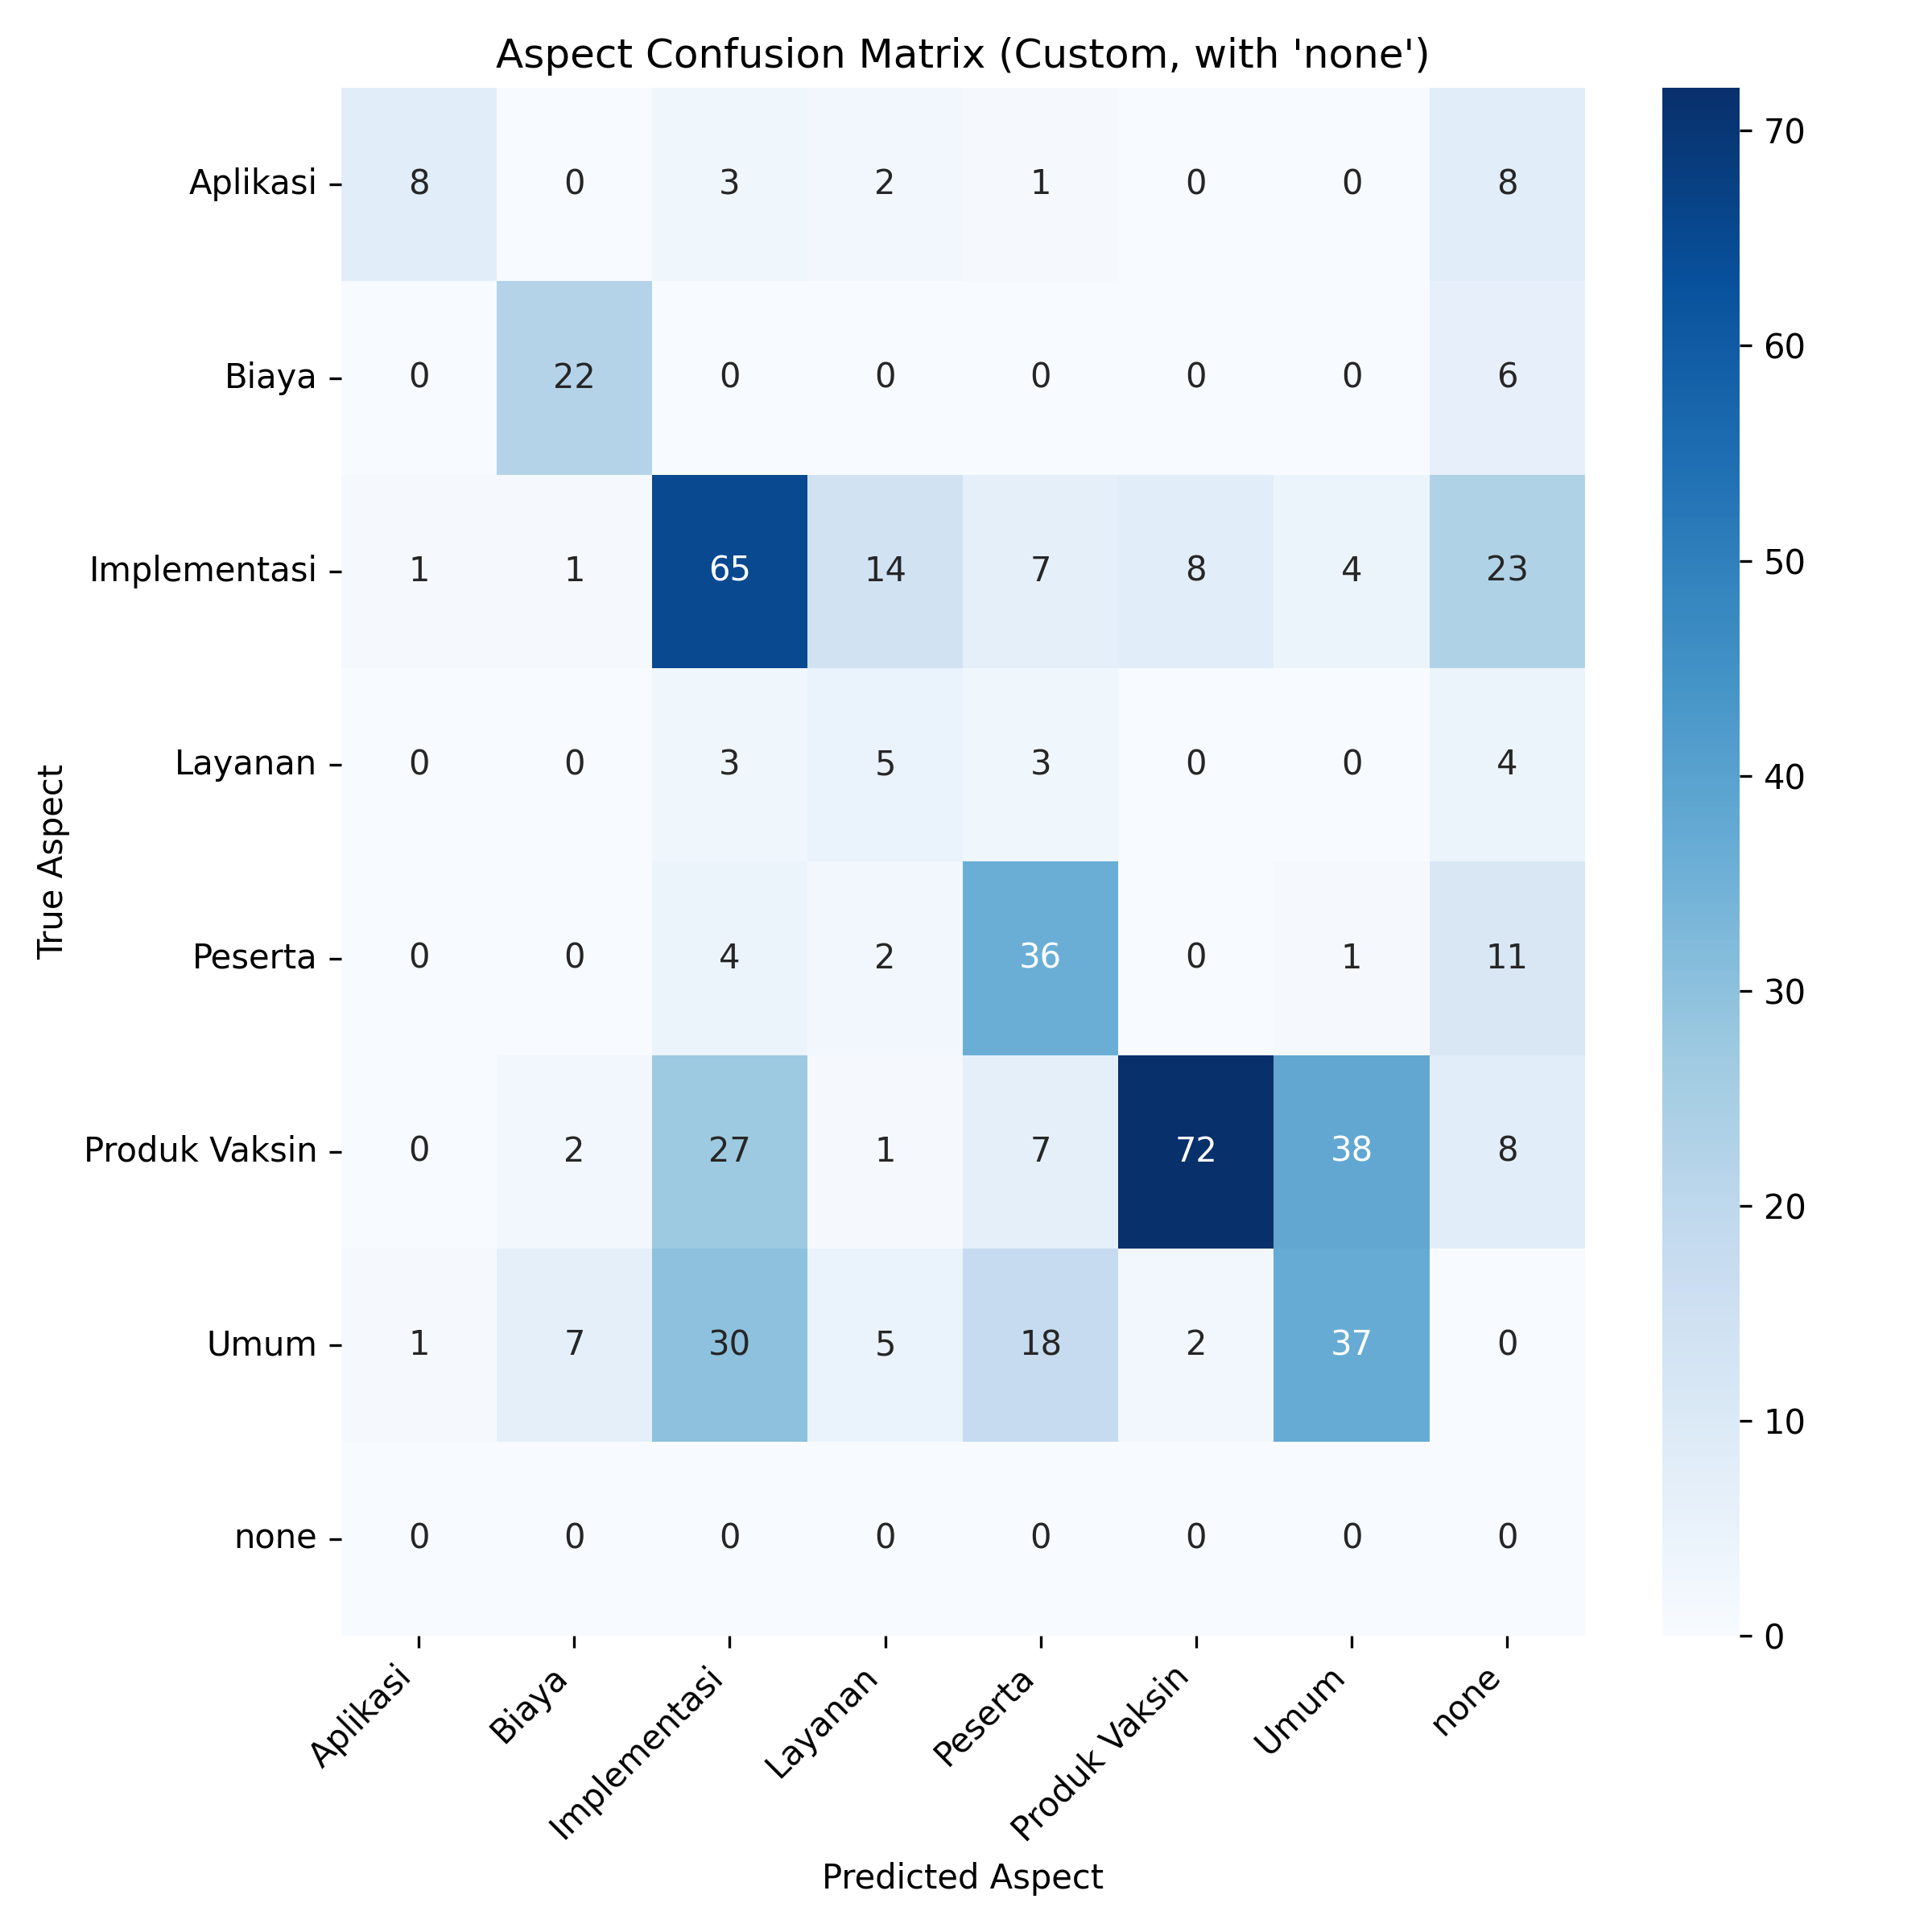 Aspect Confusion Matrix (Custom, with 'none')
True Aspect
Aplikasi 8 0 3 2 1 0 0 8
Biaya 0 22 0 0 0 0 0 6
Implementasi 1 1 65 14 7 8 4 23
Layanan 0 0 3 5 3 0 0 4
Peserta 0 0 4 2 36 0 1 11
Produk Vaksin 0 2 27 1 7 72 38 8
Umum 1 7 30 5 18 2 37 0
none 0 0 0 0 0 0 0 0
Aplikasi Biaya Implementasi Layanan Peserta Produk Vaksin Umum none
Predicted Aspect
70
60
50
40
30
20
10
0